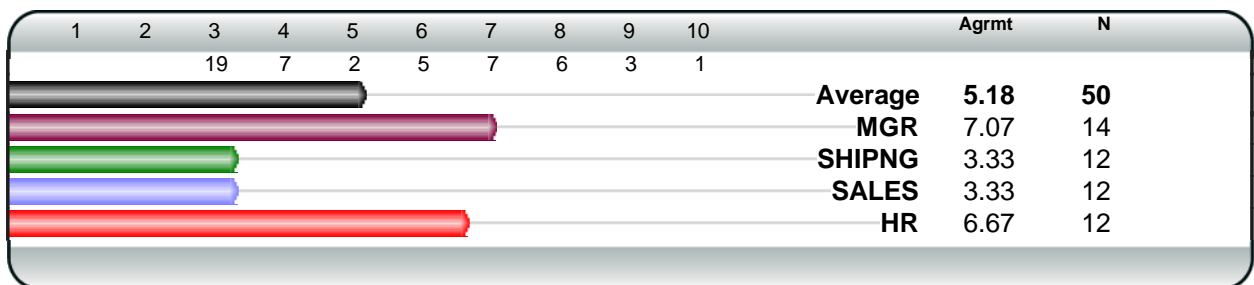 1 2 3 4 5 6 7 8 9 10 Agrmt N
19 7 2 5 7 6 3 1
Average 5.18 50
MGR 7.07 14
SHIPNG 3.33 12
SALES 3.33 12
HR 6.67 12